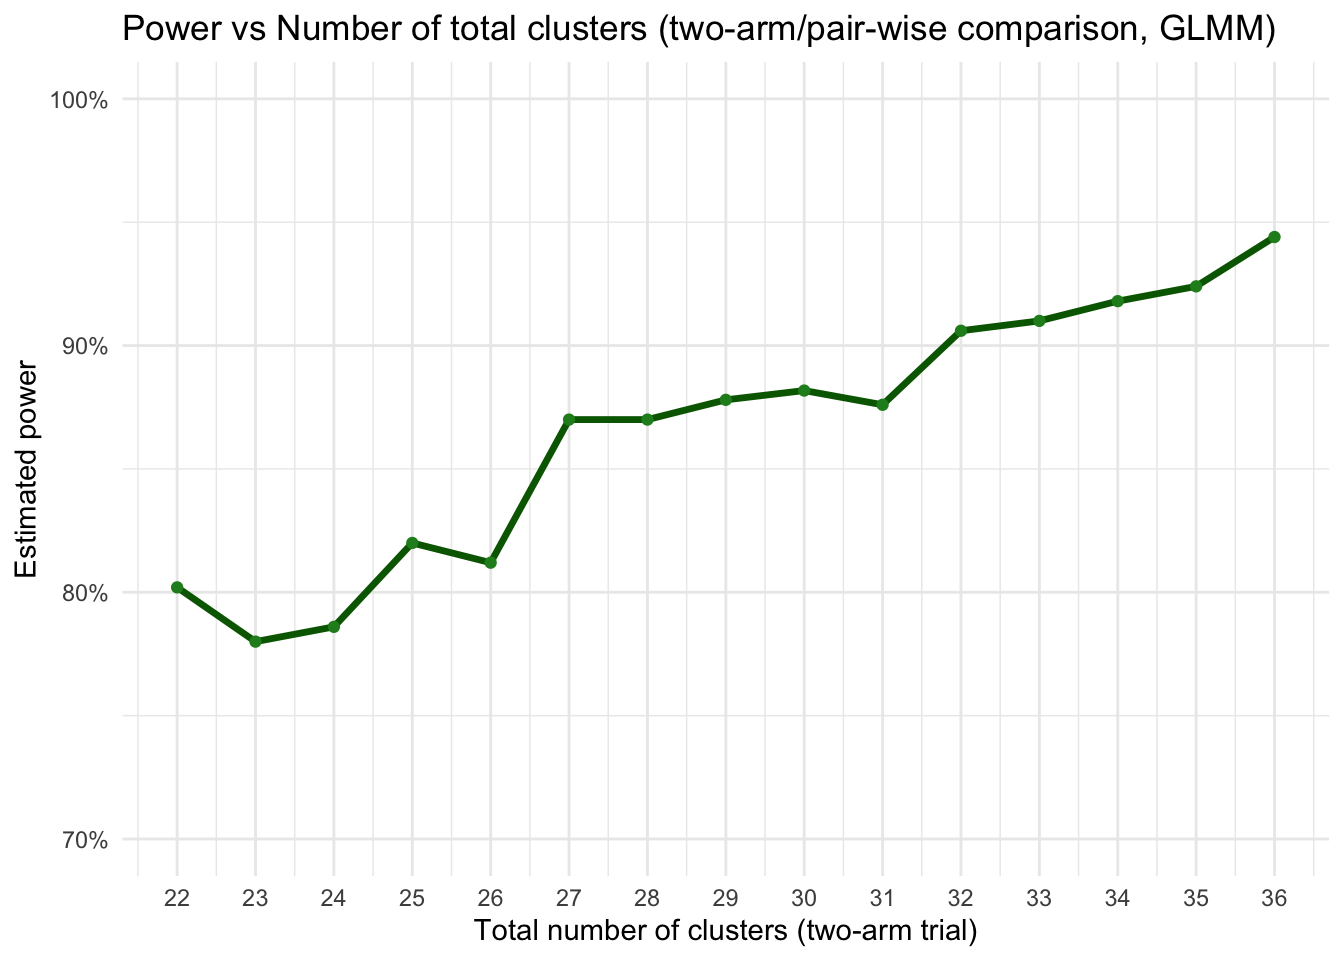 Power vs Number of total clusters (two-arm/pair-wise comparison, GLMM)
100%
90%
80%
70%
Estimated power
22 23 24 25 26 27 28 29 30 31 32 33 34 35 36
Total number of clusters (two-arm trial)